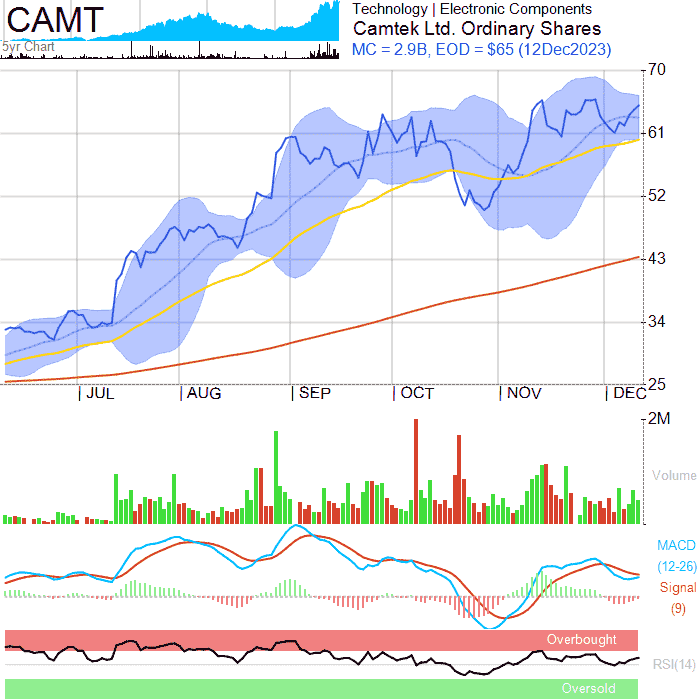 CAMT
5yr Chart
Technology | Electronic Components
Camtek Ltd. Ordinary Shares
MC = 2.9B, EOD = $65 (12Dec2023)
70
61
52
43
34
25
JUL
AUG
SEP
OCT
NOV
DEC
2M
Volume
MACD
(12-26)
Signal
(9)
Overbought
RSI(14)
Oversold